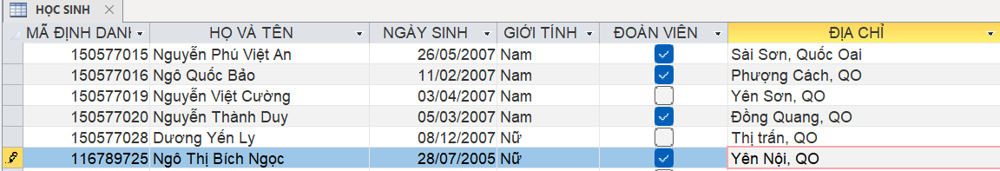 HỌC SINH
MÃ ĐỊNH DANH HỌ VÀ TÊN NGÀY SINH GIỚI TÍNH ĐOÀN VIÊN ĐỊA CHỈ
150577015 Nguyễn Phú Việt An 26/05/2007 Nam Sài Sơn, Quốc Oai
150577016 Ngô Quốc Bảo 11/02/2007 Nam Phượng Cách, QO
150577019 Nguyễn Việt Cường 03/04/2007 Nam Yên Sơn, QO
150577020 Nguyễn Thành Duy 05/03/2007 Nam Đồng Quang, QO
150577028 Dương Yến Ly 08/12/2007 Nữ Thị trấn, QO
116789725 Ngô Thị Bích Ngọc 28/07/2005 Nữ Yên Nội, QO